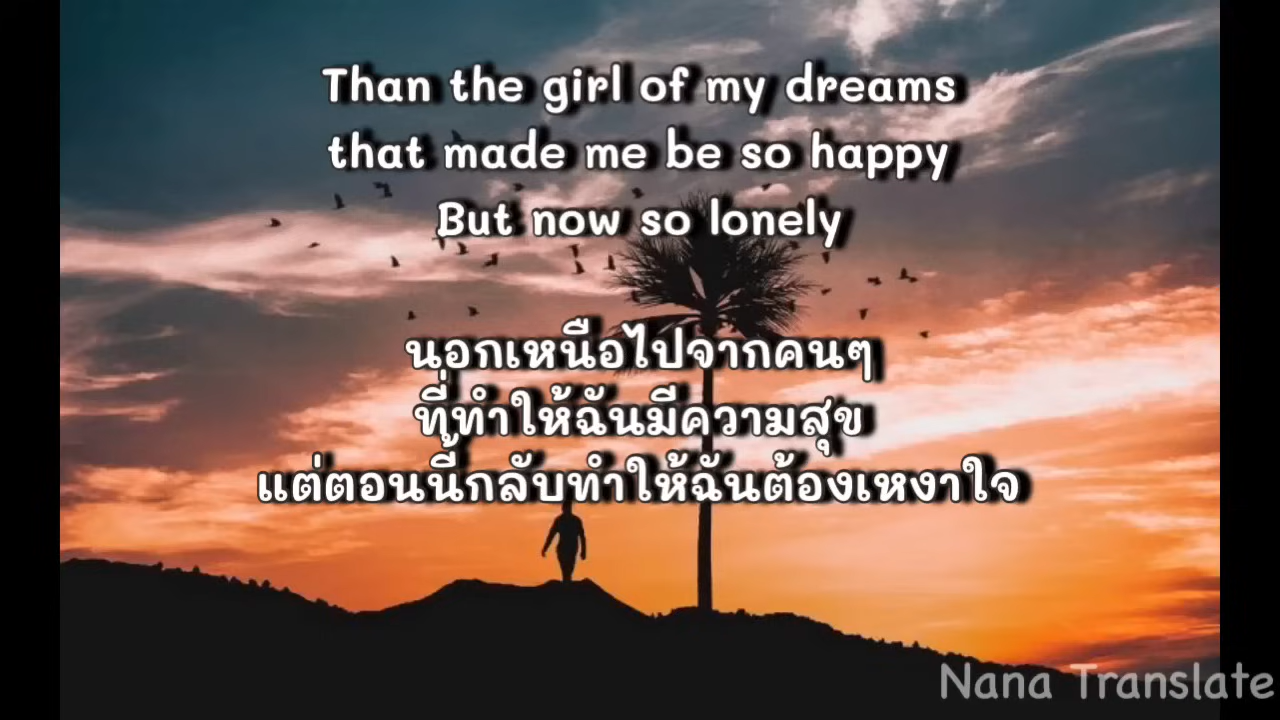 Than the girl of my dreams
that made me be so happy
But now so lonely
นอกเหนือไปจากคนๆ
ที่ทำให้ฉันมีความสุข
แต่ตอนนี้กลับทำให้ฉันต้องเหงาใจ
Nana Translate